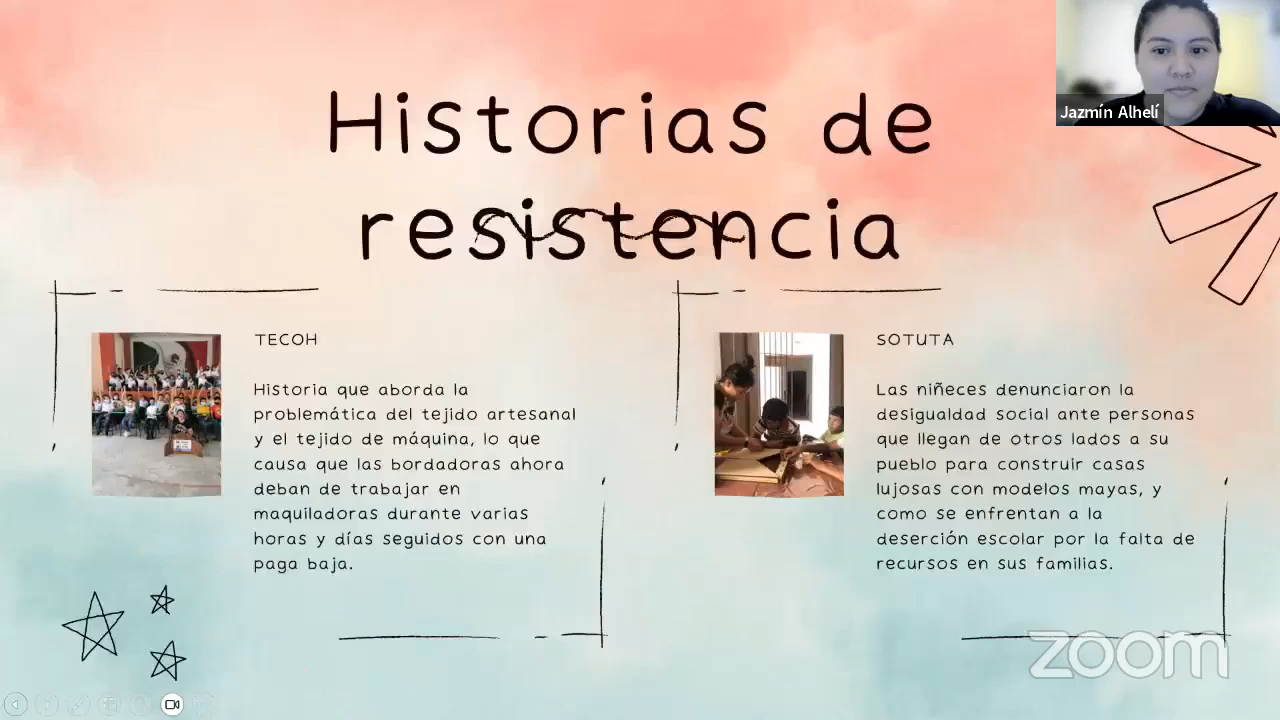 Jazmín Alhelí
Historias de
resistencia
TECOH
Historia que aborda la
problemática del tejido artesanal
y el tejido de máquina, lo que
causa que las bordadoras ahora
deban de trabajar en
maquiladoras durante varias
horas y días seguidos con una
paga baja.
SOTUTA
Las niñeces denunciaron la
desigualdad social ante personas
que llegan de otros lados a su
pueblo para construir casas
lujosas con modelos mayas, y
como se enfrentan a la
deserción escolar por la falta de
recursos en sus familias.
zoom